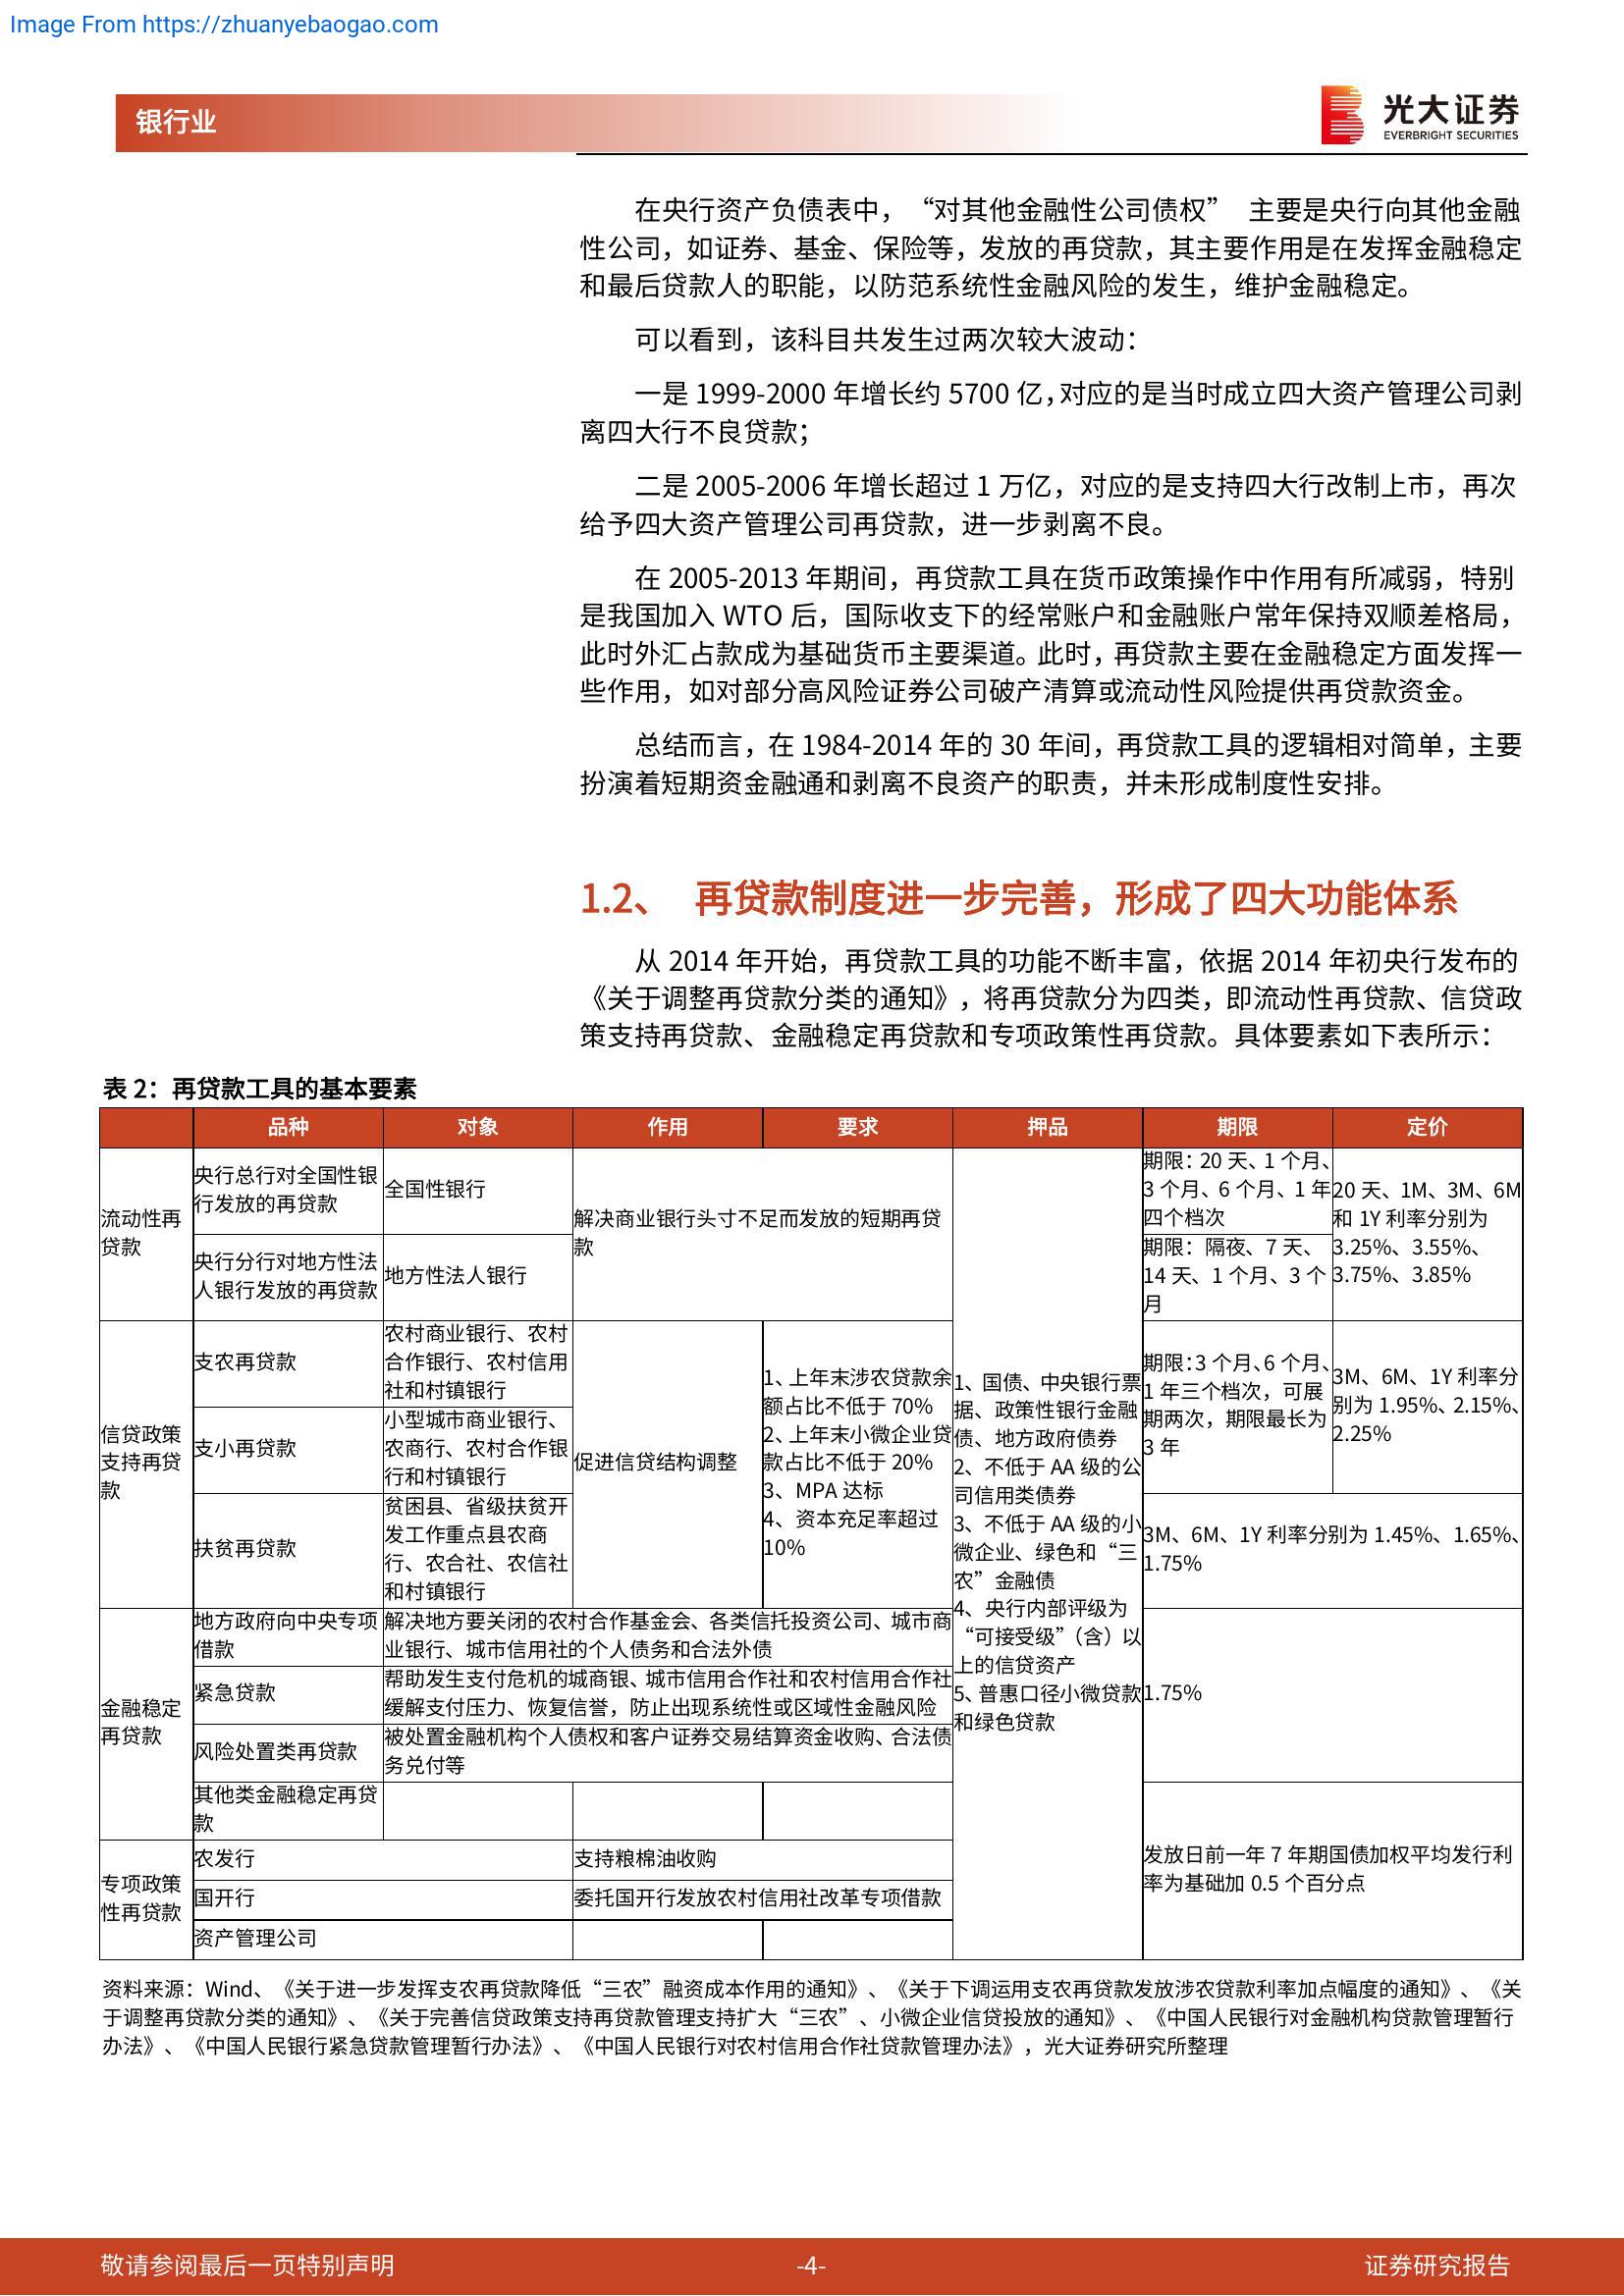 Image From https://zhuanyebaogao.com
银行业
光大证券
EVERBRIGHT SECURITIES
在央行资产负债表中，“对其他金融性公司债权” 主要是央行向其他金融
性公司，如证券、基金、保险等，发放的再贷款，其主要作用是在发挥金融稳定
和最后贷款人的职能，以防范系统性金融风险的发生，维护金融稳定。
可以看到，该科目共发生过两次较大波动：
一是 1999-2000 年增长约 5700 亿，对应的是当时成立四大资产管理公司剥
离四大行不良贷款；
二是 2005-2006 年增长超过 1 万亿，对应的是支持四大行改制上市，再次
给予四大资产管理公司再贷款，进一步剥离不良。
在 2005-2013 年期间，再贷款工具在货币政策操作中作用有所减弱，特别
是我国加入 WTO 后，国际收支下的经常账户和金融账户常年保持双顺差格局，
此时外汇占款成为基础货币主要渠道。此时，再贷款主要在金融稳定方面发挥一
些作用，如对部分高风险证券公司破产清算或流动性风险提供再贷款资金。
总结而言，在 1984-2014 年的 30 年间，再贷款工具的逻辑相对简单，主要
扮演着短期资金融通和剥离不良资产的职责，并未形成制度性安排。
1.2、 再贷款制度进一步完善，形成了四大功能体系
从 2014 年开始，再贷款工具的功能不断丰富，依据 2014 年初央行发布的
《关于调整再贷款分类的通知》，将再贷款分为四类，即流动性再贷款、信贷政
策支持再贷款、金融稳定再贷款和专项政策性再贷款。具体要素如下表所示：
表 2：再贷款工具的基本要素
品种 对象 作用 要求 押品 期限 定价
流动性再
贷款
央行总行对全国性银
行发放的再贷款
全国性银行
解决商业银行头寸不足而发放的短期再贷
款
期限：20 天、1 个月、
3 个月、6 个月、1 年
四个档次
20 天、1M、3M、6M
和 1Y 利率分别为
3.25%、3.55%、
3.75%、3.85%
央行分行对地方性法
人银行发放的再贷款
地方性法人银行
期限：隔夜、7 天、
14 天、1 个月、3 个
月
信贷政策
支持再贷
款
支农再贷款
农村商业银行、农村
合作银行、农村信用
社和村镇银行
促进信贷结构调整
1、上年末涉农贷款余
额占比不低于 70%
2、上年末小微企业贷
款占比不低于 20%
3、MPA 达标
4、资本充足率超过
10%
1、国债、中央银行票
据、政策性银行金融
债、地方政府债券
2、不低于 AA 级的公
司信用类债券
3、不低于 AA 级的小
微企业、绿色和“三
农”金融债
4、央行内部评级为
“可接受级”（含）以
上的信贷资产
5、普惠口径小微贷款
和绿色贷款
期限：3 个月、6 个月、
1 年三个档次，可展
期两次，期限最长为
3 年
3M、6M、1Y 利率分
别为 1.95%、2.15%、
2.25%
支小再贷款
小型城市商业银行、
农商行、农村合作银
行和村镇银行
扶贫再贷款
贫困县、省级扶贫开
发工作重点县农商
行、农合社、农信社
和村镇银行
3M、6M、1Y 利率分别为 1.45%、1.65%、
1.75%
金融稳定
再贷款
地方政府向中央专项
借款
解决地方要关闭的农村合作基金会、各类信托投资公司、城市商
业银行、城市信用社的个人债务和合法外债
1.75%
紧急贷款
帮助发生支付危机的城商银、城市信用合作社和农村信用合作社
缓解支付压力、恢复信誉，防止出现系统性或区域性金融风险
风险处置类再贷款
被处置金融机构个人债权和客户证券交易结算资金收购、合法债
务兑付等
其他类金融稳定再贷
款
发放日前一年 7 年期国债加权平均发行利
率为基础加 0.5 个百分点
专项政策
性再贷款
农发行 支持粮棉油收购
国开行 委托国开行发放农村信用社改革专项借款
资产管理公司
资料来源：Wind、《关于进一步发挥支农再贷款降低“三农”融资成本作用的通知》、《关于下调运用支农再贷款发放涉农贷款利率加点幅度的通知》、《关
于调整再贷款分类的通知》、《关于完善信贷政策支持再贷款管理支持扩大“三农”、小微企业信贷投放的通知》、《中国人民银行对金融机构贷款管理暂行
办法》、《中国人民银行紧急贷款管理暂行办法》、《中国人民银行对农村信用合作社贷款管理办法》，光大证券研究所整理
敬请参阅最后一页特别声明 -4- 证券研究报告